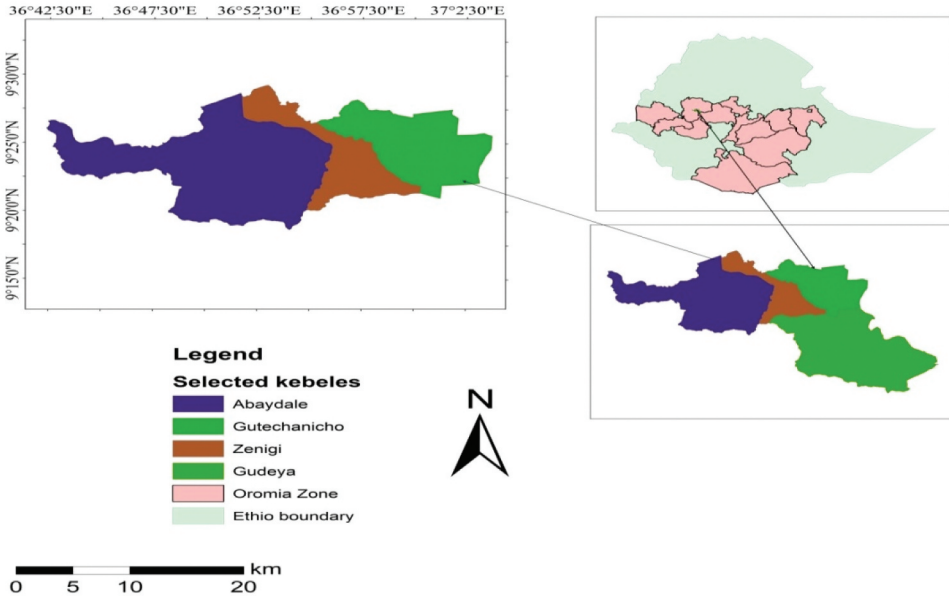 36°42'30"E 36°47'30"E 36°52'30"E 36°57'30"E 37°2'30"E
9°30'0"N
9°25'0"N
9°20'0"N
9°15'0"N
Legend
Selected kebeles
Abaydale
Gutechanicho
Zenigi
Gudeya
Oromia Zone
Ethio boundary
N
km
0 5 10 20